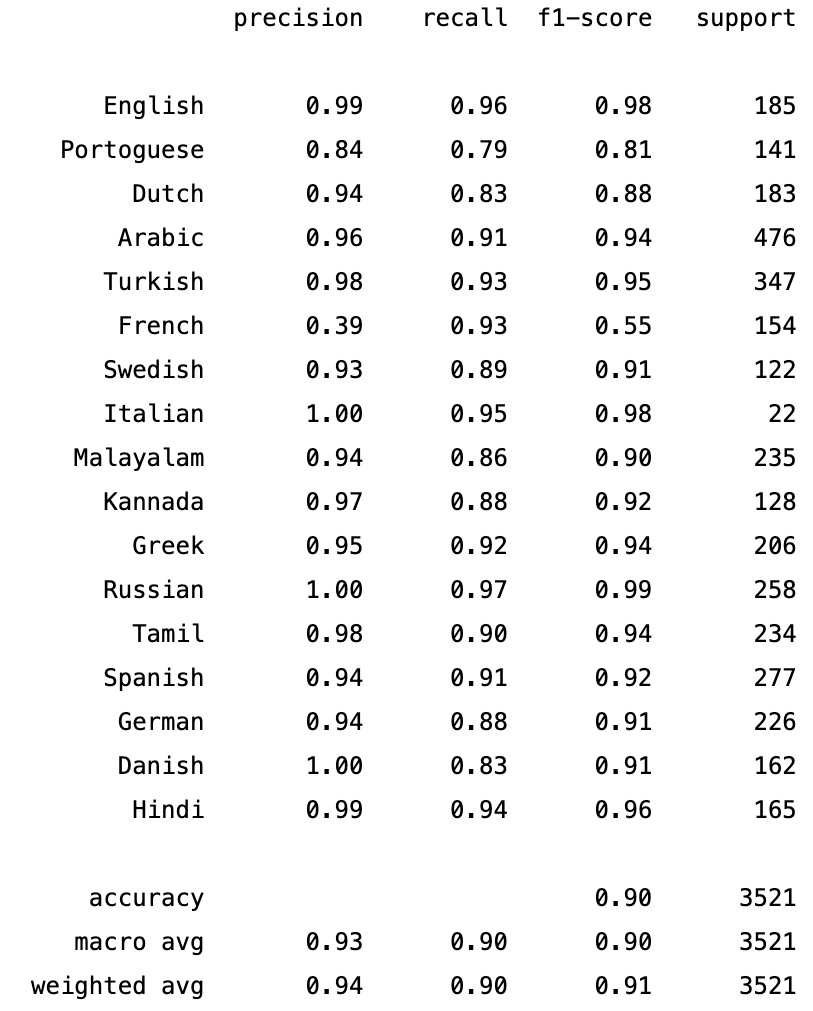 precision recall f1-score support
English 0.99 0.96 0.98 185
Portoguese 0.84 0.79 0.81 141
Dutch 0.94 0.83 0.88 183
Arabic 0.96 0.91 0.94 476
Turkish 0.98 0.93 0.95 347
French 0.39 0.93 0.55 154
Swedish 0.93 0.89 0.91 122
Italian 1.00 0.95 0.98 22
Malayalam 0.94 0.86 0.90 235
Kannada 0.97 0.88 0.92 128
Greek 0.95 0.92 0.94 206
Russian 1.00 0.97 0.99 258
Tamil 0.98 0.90 0.94 234
Spanish 0.94 0.91 0.92 277
German 0.94 0.88 0.91 226
Danish 1.00 0.83 0.91 162
Hindi 0.99 0.94 0.96 165
accuracy 0.90 3521
macro avg 0.93 0.90 0.90 3521
weighted avg 0.94 0.90 0.91 3521